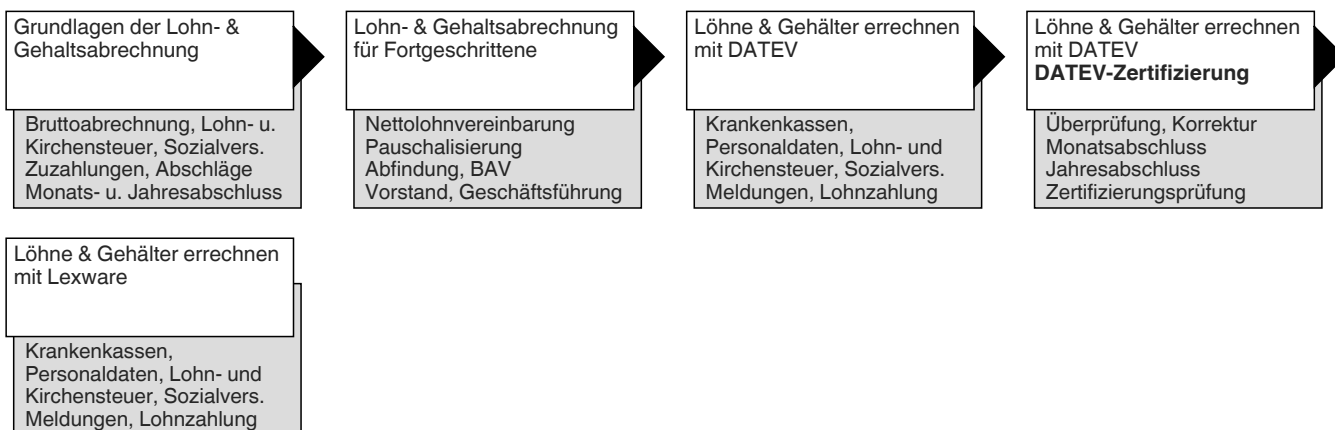 Grundlagen der Lohn- &
Gehaltsabrechnung
Bruttoabrechnung, Lohn- u.
Kirchensteuer, Sozialvers.
Zuzahlungen, Abschläge
Monats- u. Jahresabschluss
Lohn- & Gehaltsabrechnung
für Fortgeschrittene
Nettolohnvereinbarung
Pauschalisierung
Abfindung, BAV
Vorstand, Geschäftsführung
Löhne & Gehälter errechnen
mit DATEV
Krankenkassen,
Personaldaten, Lohn- und
Kirchensteuer, Sozialvers.
Meldungen, Lohnzahlung
Löhne & Gehälter errechnen
mit DATEV
DATEV-Zertifizierung
Überprüfung, Korrektur
Monatsabschluss
Jahresabschluss
Zertifizierungsprüfung
Löhne & Gehälter errechnen
mit Lexware
Krankenkassen,
Personaldaten, Lohn- und
Kirchensteuer, Sozialvers.
Meldungen, Lohnzahlung